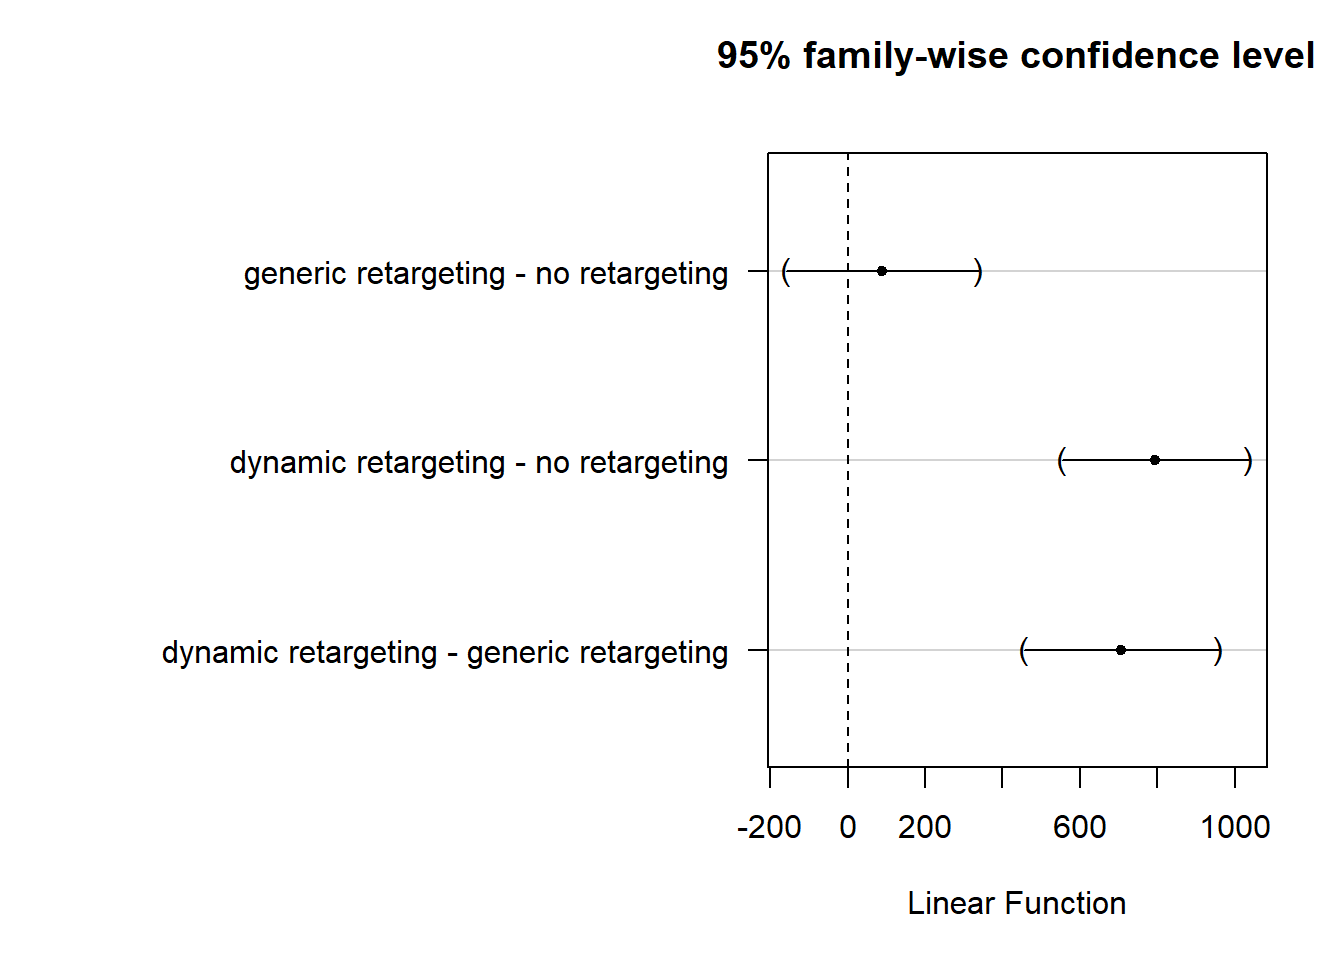 95% family-wise confidence level
generic retargeting - no retargeting
dynamic retargeting - no retargeting
dynamic retargeting - generic retargeting
-200 0 200 600 1000
Linear Function